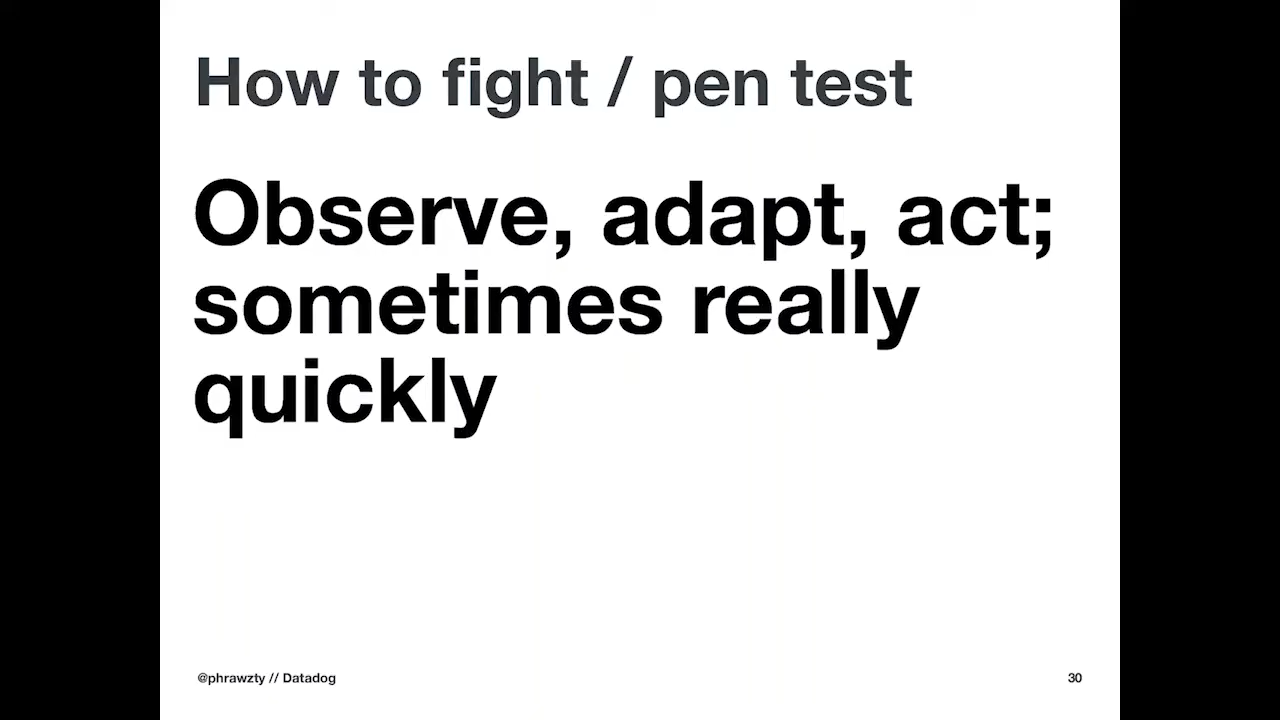 How to fight / pen test
Observe, adapt, act;
sometimes really
quickly
@phrawzty // Datadog
30